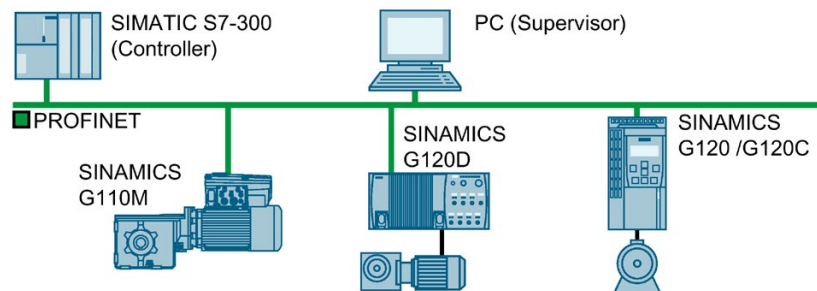 SIMATIC S7-300
(Controller)
PC (Supervisor)
PROFINET
SINAMICS
G110M
SINAMICS
G120D
SINAMICS
G120 /G120C